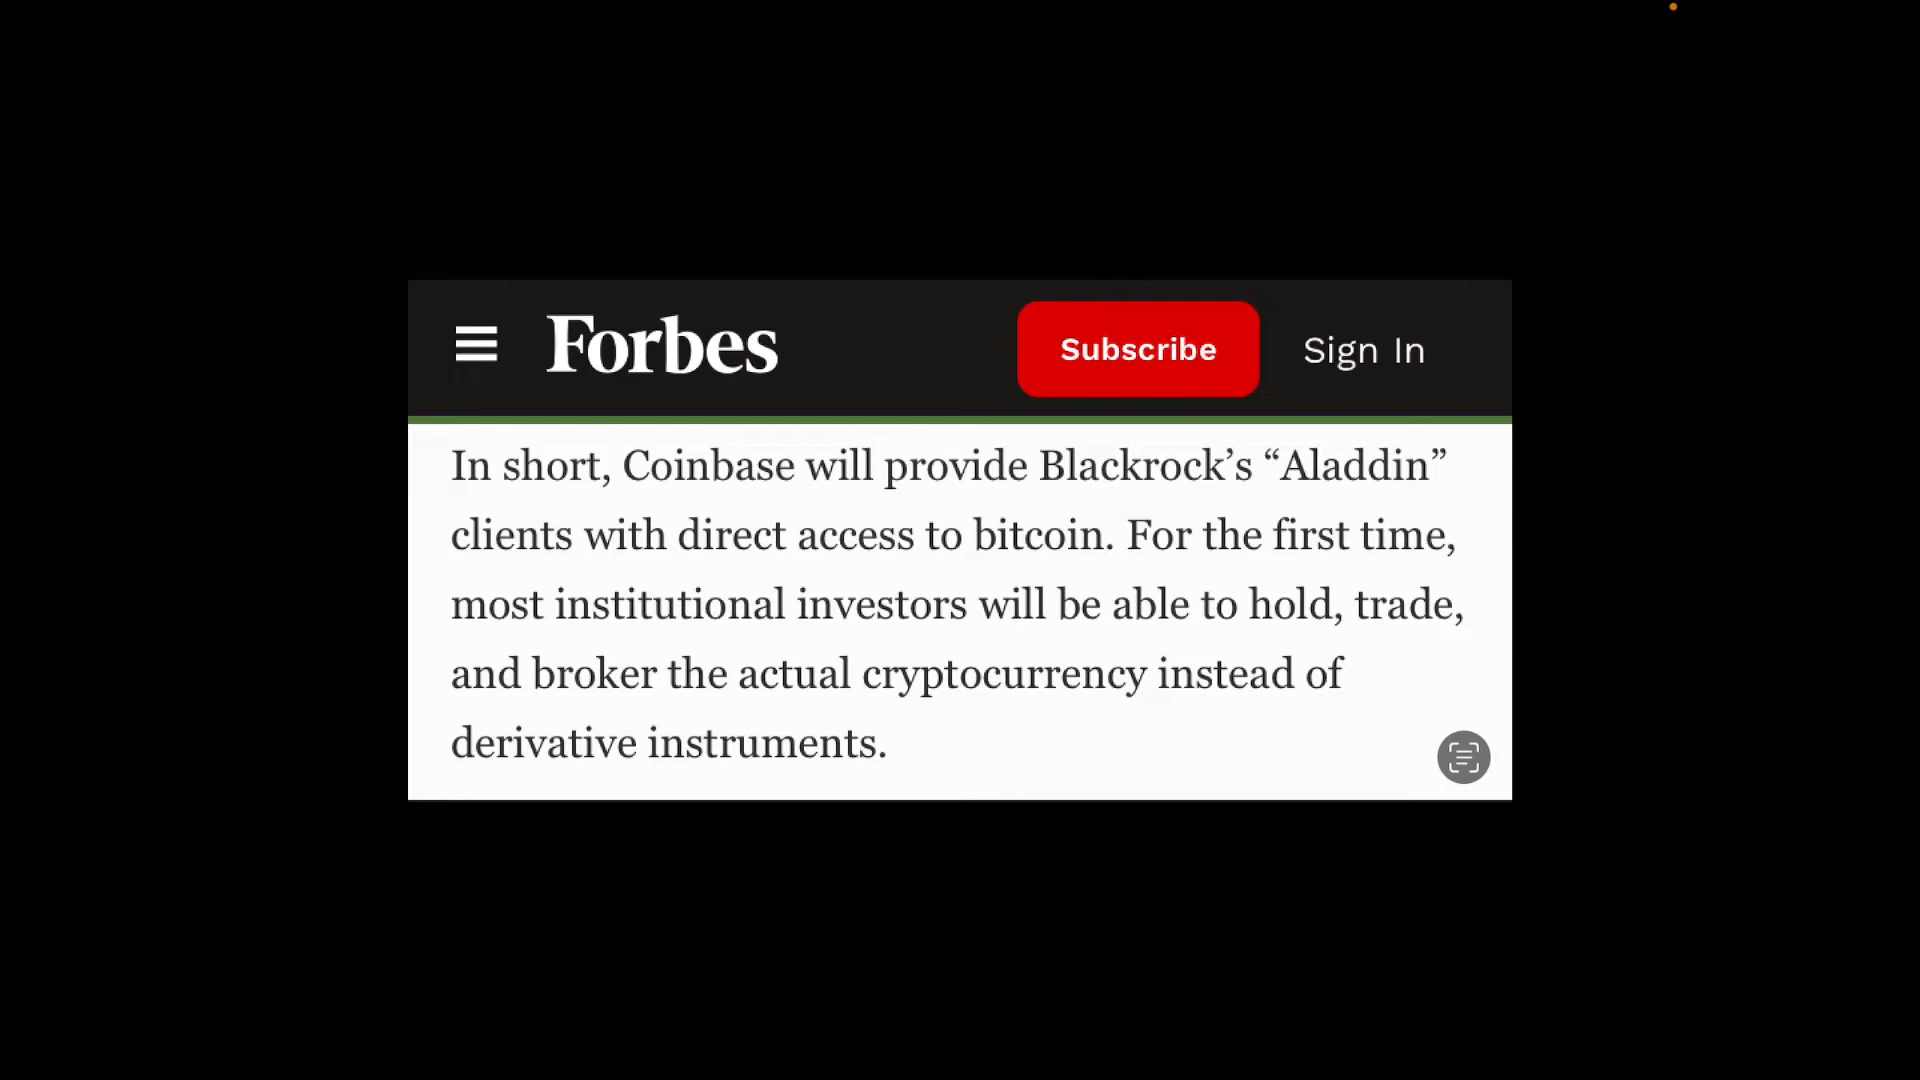 Forbes
Subscribe
Sign In
In short, Coinbase will provide Blackrock’s “Aladdin”
clients with direct access to bitcoin. For the first time,
most institutional investors will be able to hold, trade,
and broker the actual cryptocurrency instead of
derivative instruments.